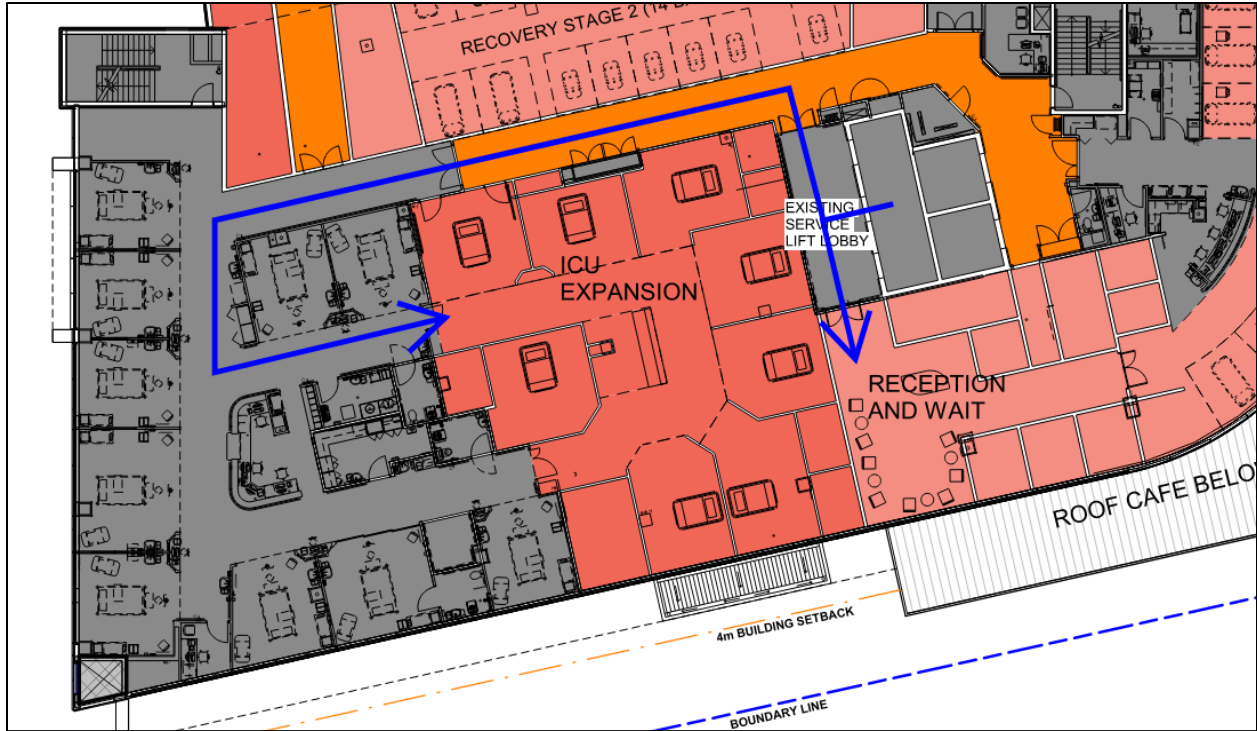 RECOVERY STAGE 2 (14
EXISTING
SERVICE
LIFT LOBBY
ICU
EXPANSION
RECEPTION
AND WAIT
ROOF CAFE BELO
4m BUILDING SETBACK
BOUNDARY LINE